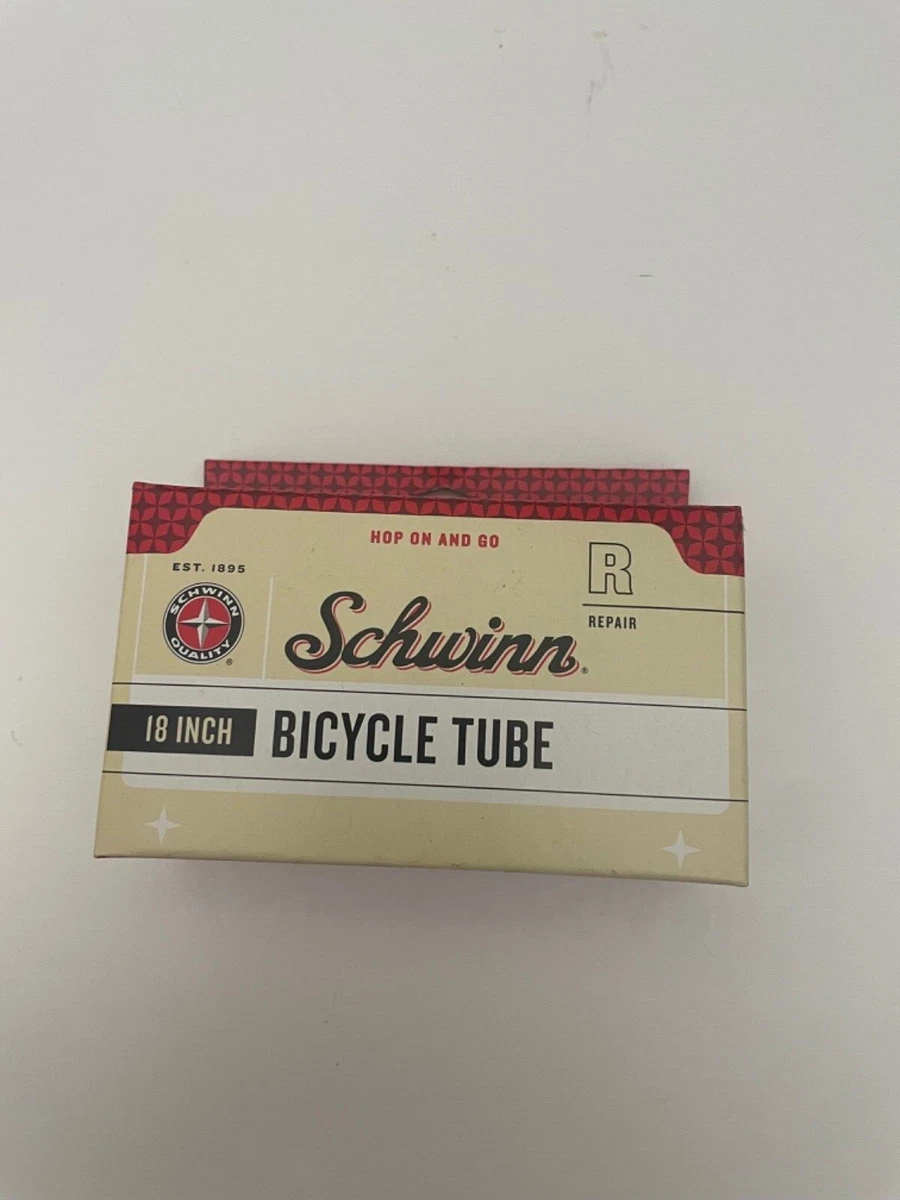 HOP ON AND GO
EST. 1895
SCHWINN
QUALITY
®
Schwinn®
R
REPAIR
18 INCH BICYCLE TUBE